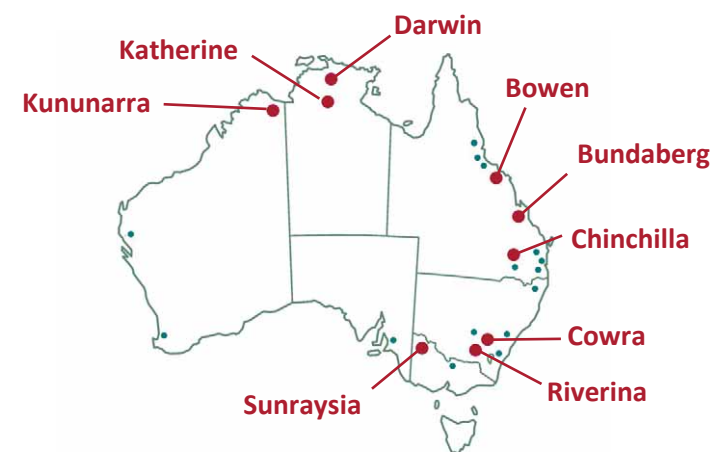 Darwin
Katherine
Bowen
Kununarra
Bundaberg
Chinchilla
Cowra
Riverina
Sunraysia